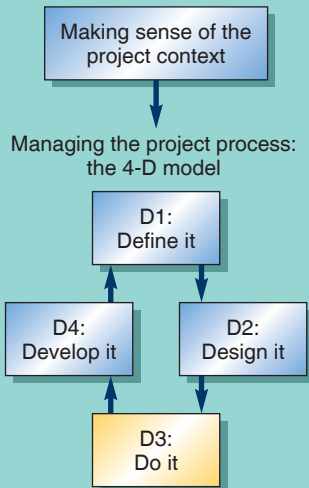 Making sense of the
project context
Managing the project process:
the 4-D model
D1:
Define it
D4:
Develop it
D2:
Design it
D3:
Do it